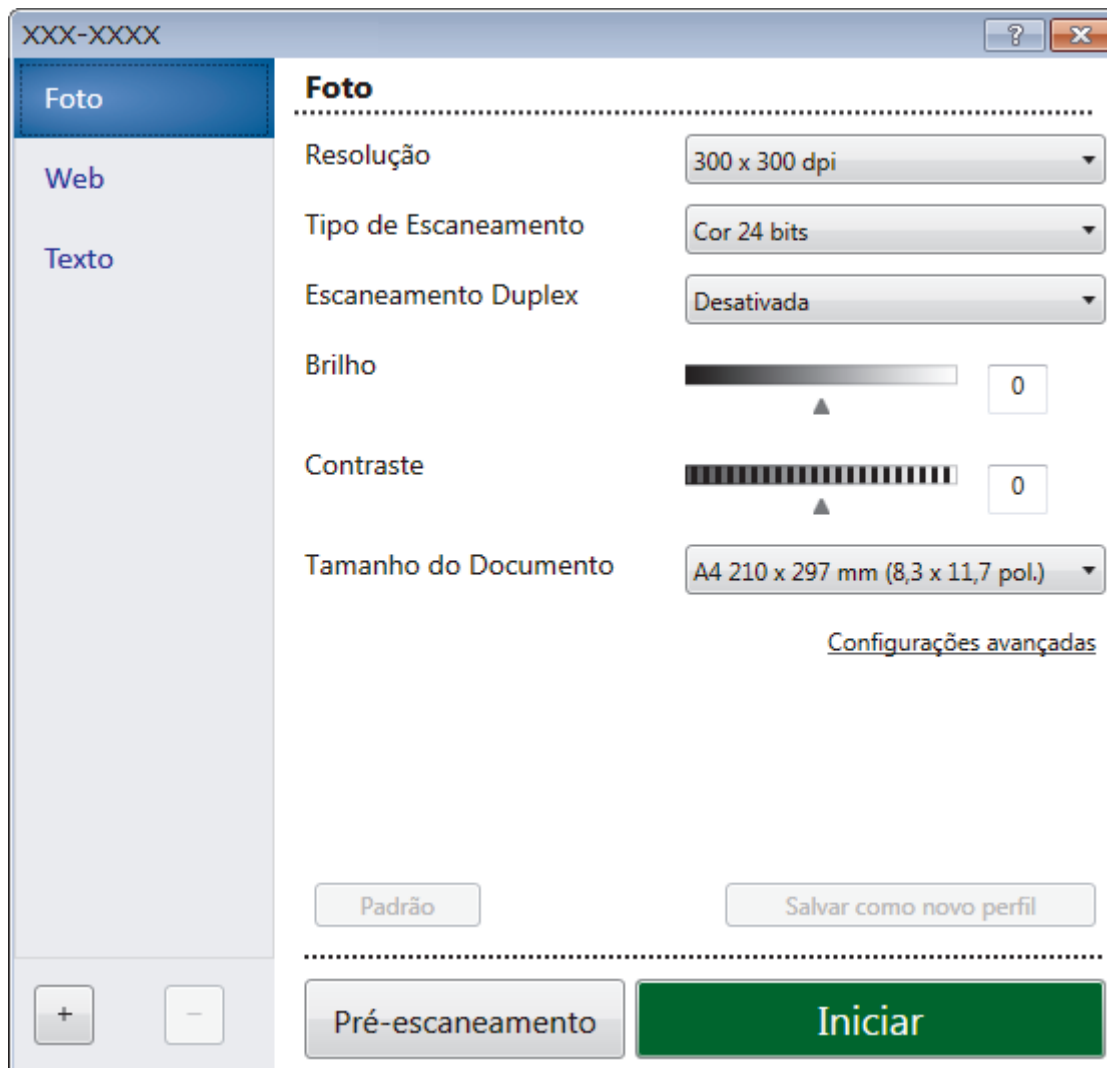 XXX-XXXX
?
Foto
Web
Texto
Foto
Resolução
300 x 300 dpi
Tipo de Escaneamento
Cor 24 bits
Escaneamento Duplex
Desativada
Brilho
0
Contraste
0
Tamanho do Documento
A4 210 x 297 mm (8,3 x 11,7 pol.)
Configurações avançadas
Padrão
Salvar como novo perfil
+
−
Pré-escaneamento
Iniciar